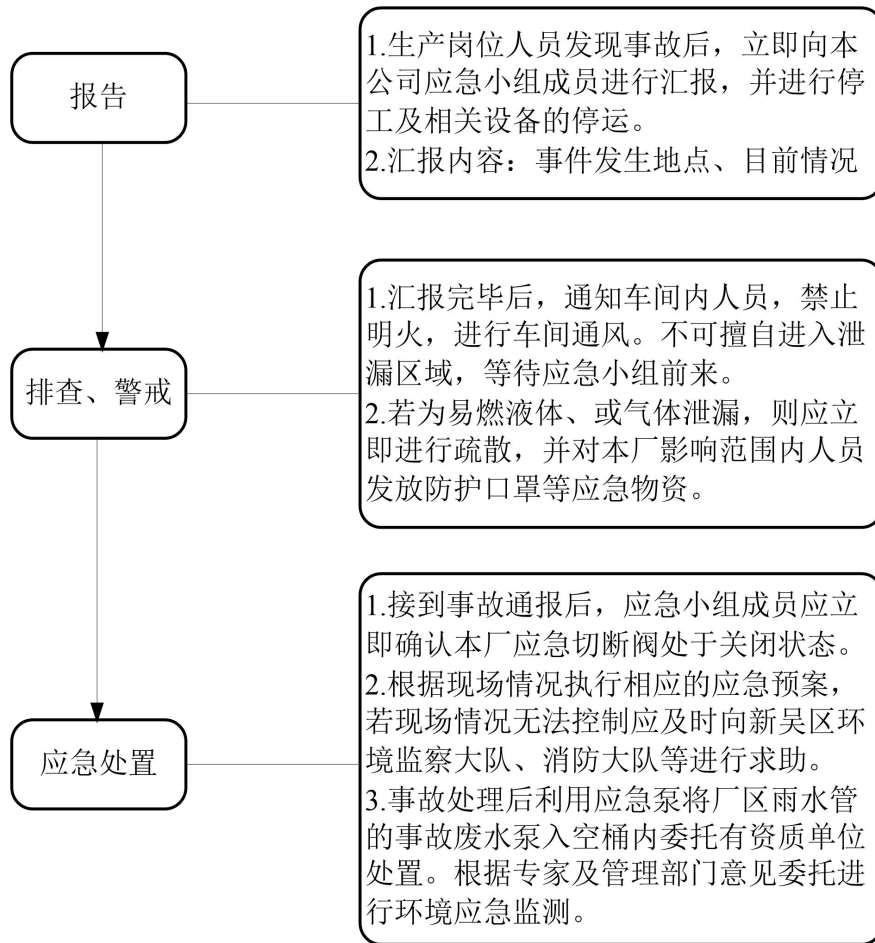 报告
1.生产岗位人员发现事故后，立即向本
公司应急小组成员进行汇报，并进行停
工及相关设备的停运。
2.汇报内容：事件发生地点、目前情况
排查、警戒
1.汇报完毕后，通知车间内人员，禁止
明火，进行车间通风。不可擅自进入泄
漏区域，等待应急小组前来。
2.若为易燃液体、或气体泄漏，则应立
即进行疏散，并对本厂影响范围内人员
发放防护口罩等应急物资。
应急处置
1.接到事故通报后，应急小组成员应立
即确认本厂应急切断阀处于关闭状态。
2.根据现场情况执行相应的应急预案，
若现场情况无法控制应及时向新吴区环
境监察大队、消防大队等进行求助。
3.事故处理后利用应急泵将厂区雨水管
的事故废水泵入空桶内委托有资质单位
处置。根据专家及管理部门意见委托进
行环境应急监测。